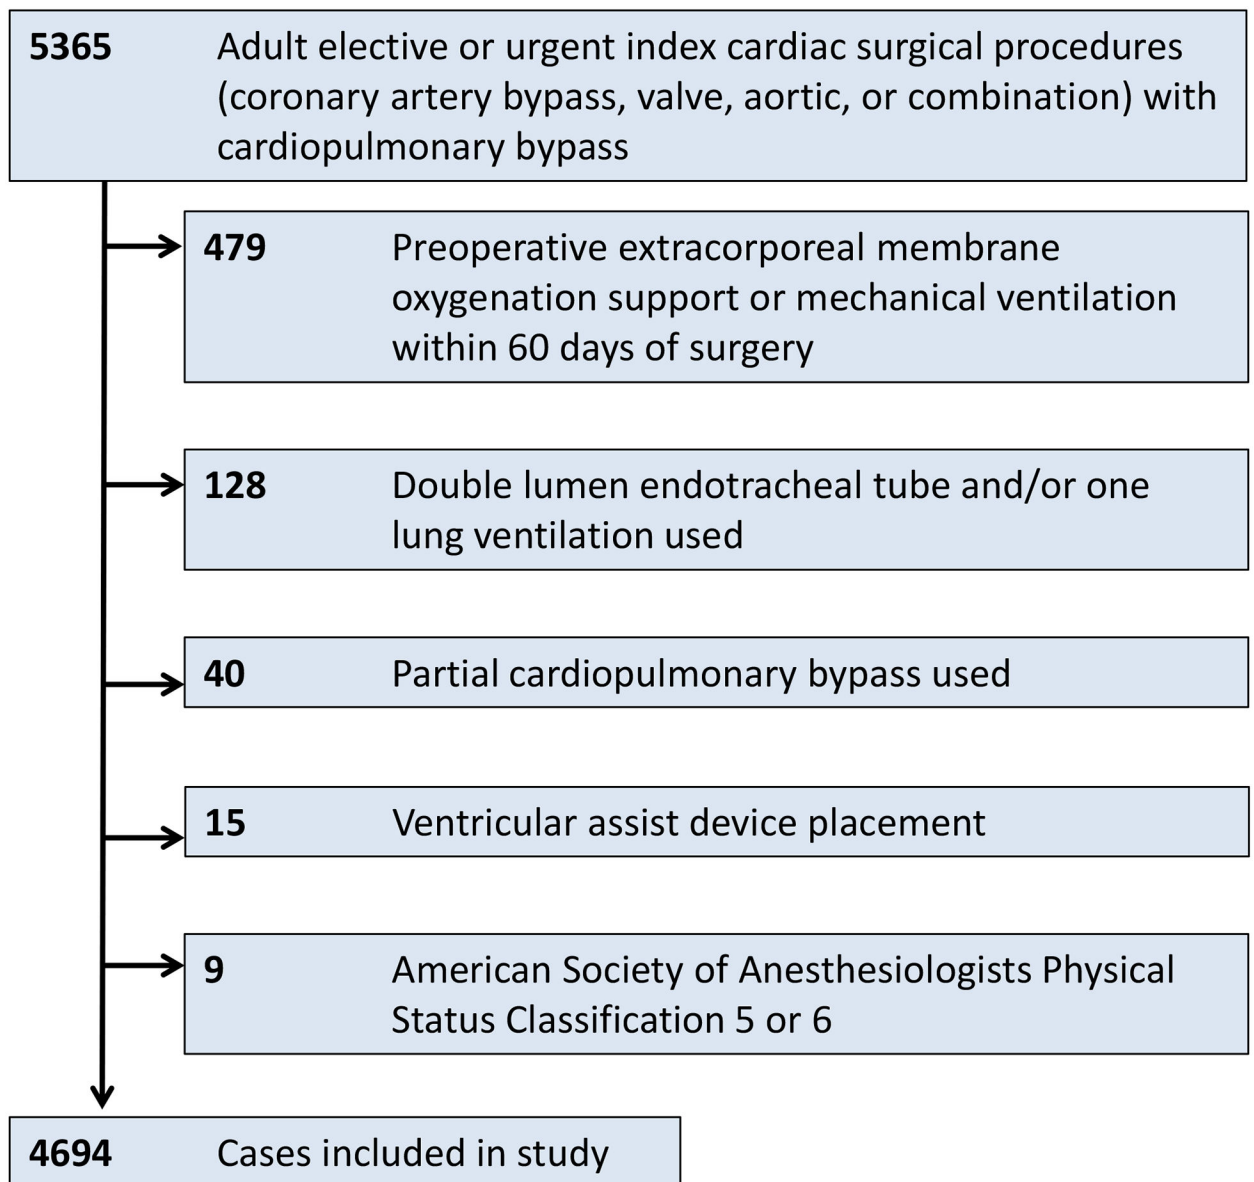 5365 Adult elective or urgent index cardiac surgical procedures
(coronary artery bypass, valve, aortic, or combination) with
cardiopulmonary bypass
479 Preoperative extracorporeal membrane
oxygenation support or mechanical ventilation
within 60 days of surgery
128 Double lumen endotracheal tube and/or one
lung ventilation used
40 Partial cardiopulmonary bypass used
15 Ventricular assist device placement
9 American Society of Anesthesiologists Physical
Status Classification 5 or 6
4694 Cases included in study